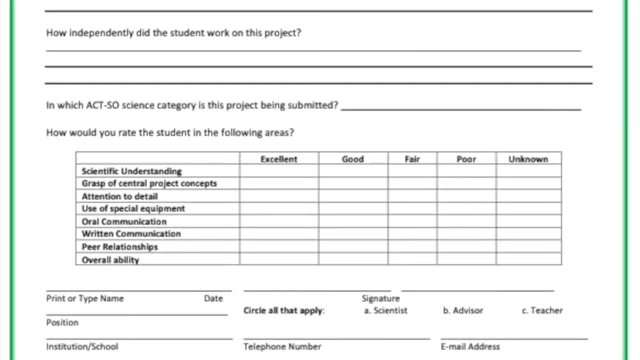 How independently did the student work on this project?
In which ACT-SO science category is this project being submitted?
How would you rate the student in the following areas?
Excellent Good Fair Poor Unknown
Scientific Understanding
Grasp of central project concepts
Attention to detail
Use of special equipment
Oral Communication
Written Communication
Peer Relationships
Overall ability
Print or Type Name Date Signature
Circle all that apply: a. Scientist b. Advisor c. Teacher
Position
Institution/School Telephone Number E-mail Address